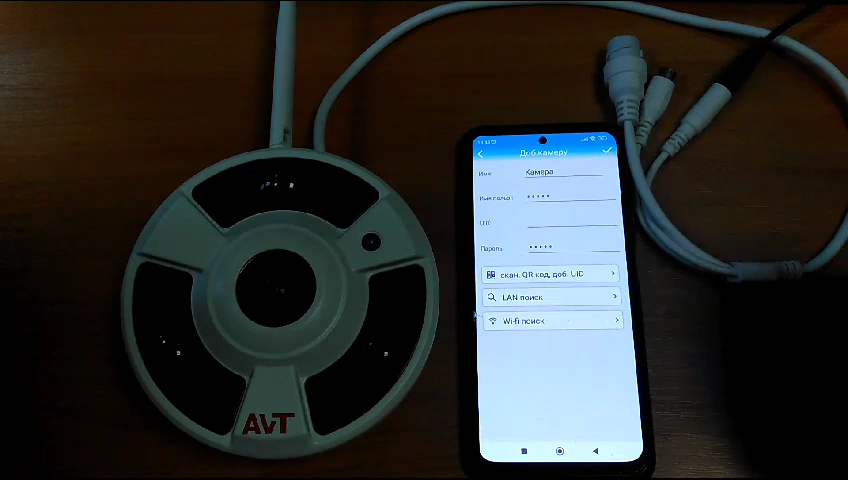 Доб.камеру
Имя:
Камера
Имя польз.:
•••••
UID:
Пароль:
•••••
скан. QR код, доб. UID
LAN поиск
Wi-fi поиск
AVT